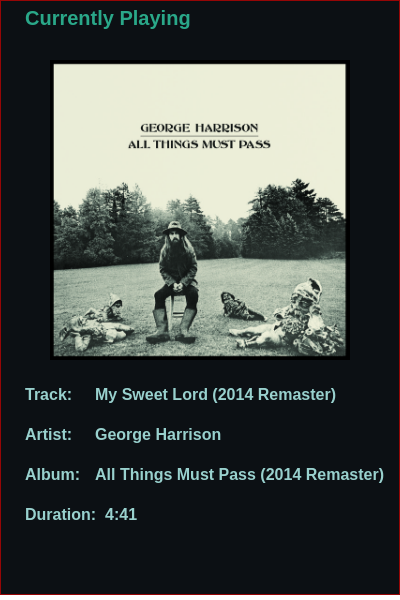 Currently Playing
GEORGE HARRISON
ALL THINGS MUST PASS
Track: My Sweet Lord (2014 Remaster)
Artist: George Harrison
Album: All Things Must Pass (2014 Remaster)
Duration: 4:41